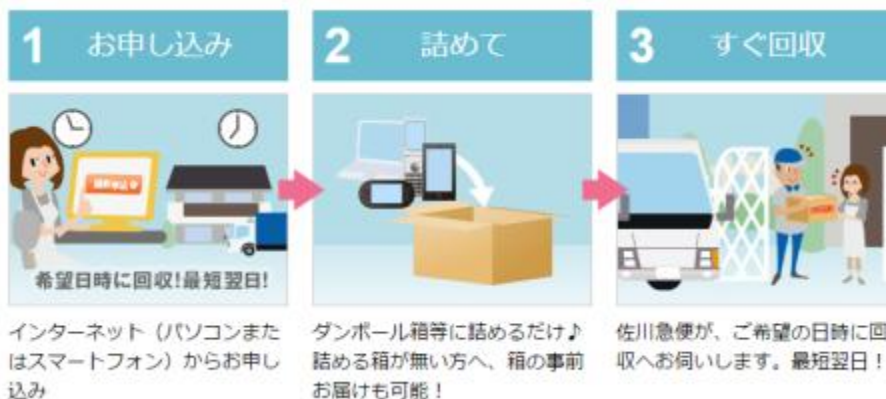 1 お申し込み
2 詰めて
3 すぐ回収
希望日時に回収!最短翌日!
インターネット（パソコンまた
はスマートフォン）からお申し
込み
ダンボール箱等に詰めるだけ♪
詰める箱が無い方へ、箱の事前
お届けも可能！
佐川急便が、ご希望の日時に回
収へお伺いします。最短翌日！